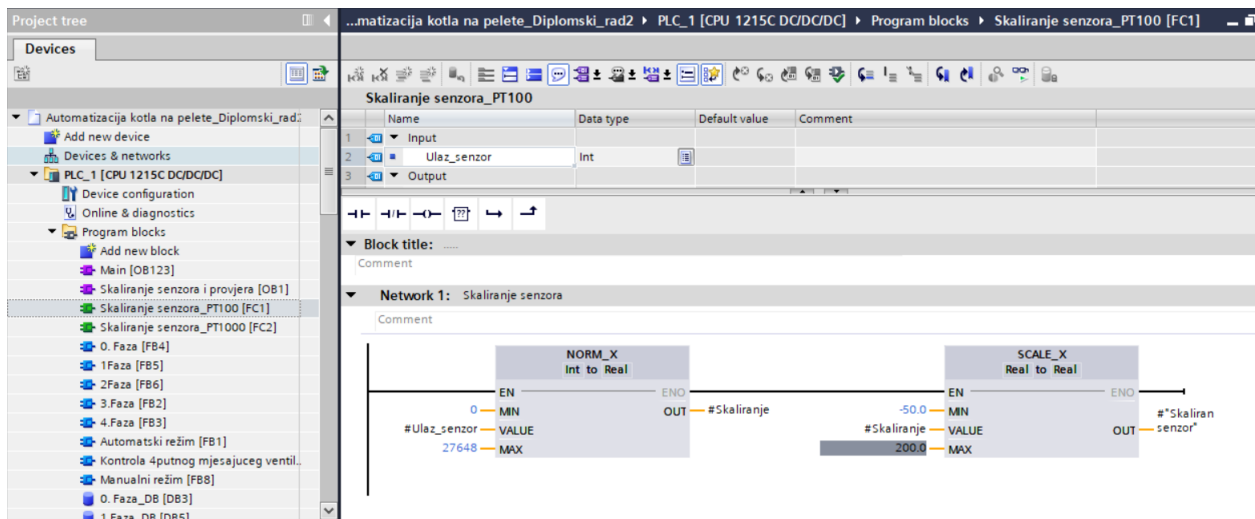 Project tree
Devices
Automatizacija kotla na pelete_Diplomski_rad2
Add new device
Devices & networks
PLC_1 [CPU 1215C DC/DC/DC]
Device configuration
Online & diagnostics
Program blocks
Add new block
Main [OB123]
Skaliranje senzora i provjera [OB1]
Skaliranje senzora_PT100 [FC1]
Skaliranje senzora_PT1000 [FC2]
0. Faza [FB4]
1Faza [FB5]
2Faza [FB6]
3.Faza [FB2]
4.Faza [FB3]
Automatski režim [FB1]
Kontrola 4putnog mjesajuceg ventil...
Manualni režim [FB8]
0. Faza_DB [DB3]
1.Faza_DB [DB5]
...matizacija kotla na pelete_Diplomski_rad2 ▸ PLC_1 [CPU 1215C DC/DC/DC] ▸ Program blocks ▸ Skaliranje senzora_PT100 [FC1]
Skaliranje senzora_PT100
Name Data type Default value Comment
1 Input
2 Ulaz_senzor Int
3 Output
??
Block title: .....
Comment
Network 1: Skaliranje senzora
Comment
NORM_X
Int to Real
EN ENO
0 MIN OUT #Skaliranje
#Ulaz_senzor VALUE
27648 MAX
SCALE_X
Real to Real
EN ENO
-50.0 MIN
#Skaliranje VALUE OUT #"Skaliran
senzor"
200.0 MAX